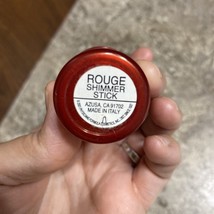 ROUGE
SHIMMER
STICK
AZUSA, CA 91702
MADE IN ITALY